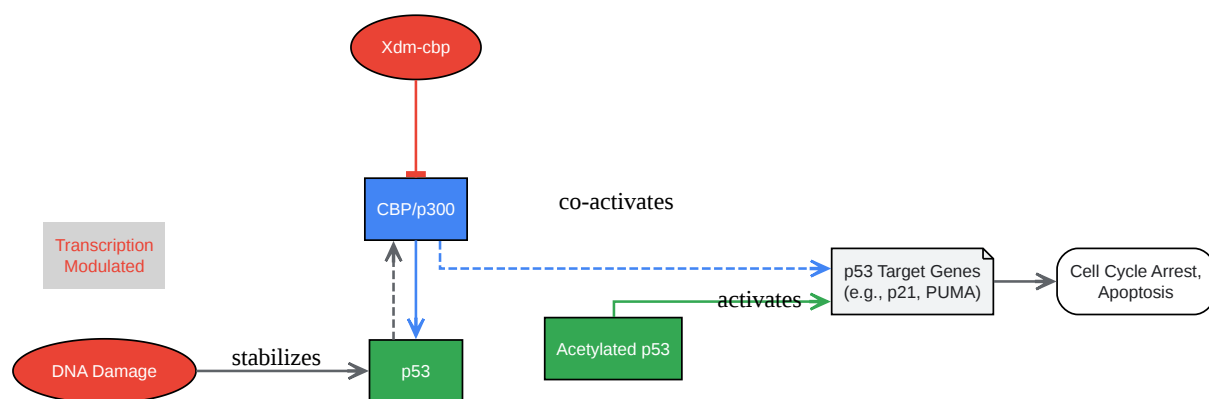 Xdm-cbp
CBP/p300
co-activates
Transcription
Modulated
p53 Target Genes
(e.g., p21, PUMA)
Cell Cycle Arrest,
Apoptosis
activates
DNA Damage
stabilizes
p53
Acetylated p53